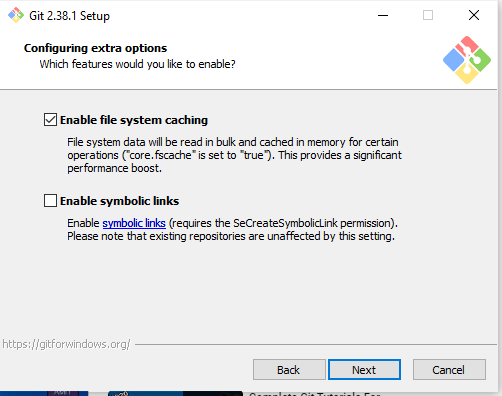 Git 2.38.1 Setup
Configuring extra options
Which features would you like to enable?
Enable file system caching
File system data will be read in bulk and cached in memory for certain
operations ("core.fscache" is set to "true"). This provides a significant
performance boost.
Enable symbolic links
Enable symbolic links (requires the SeCreateSymbolicLink permission).
Please note that existing repositories are unaffected by this setting.
https://gitforwindows.org/
Back
Next
Cancel
Complete Git Tutorials For